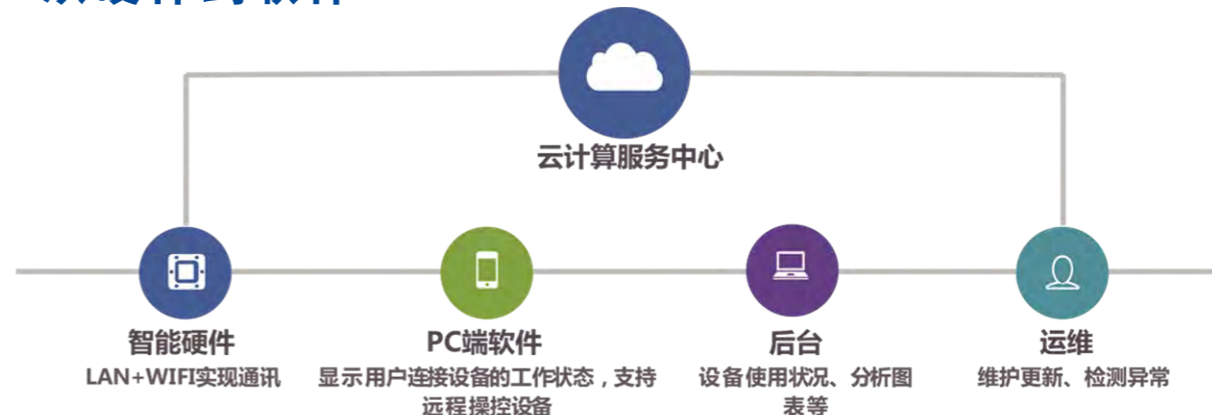 云计算服务中心
智能硬件
LAN+WIFI实现通讯
PC端软件
显示用户连接设备的工作状态，支持
远程操控设备
后台
设备使用状况、分析图
表等
运维
维护更新、检测异常